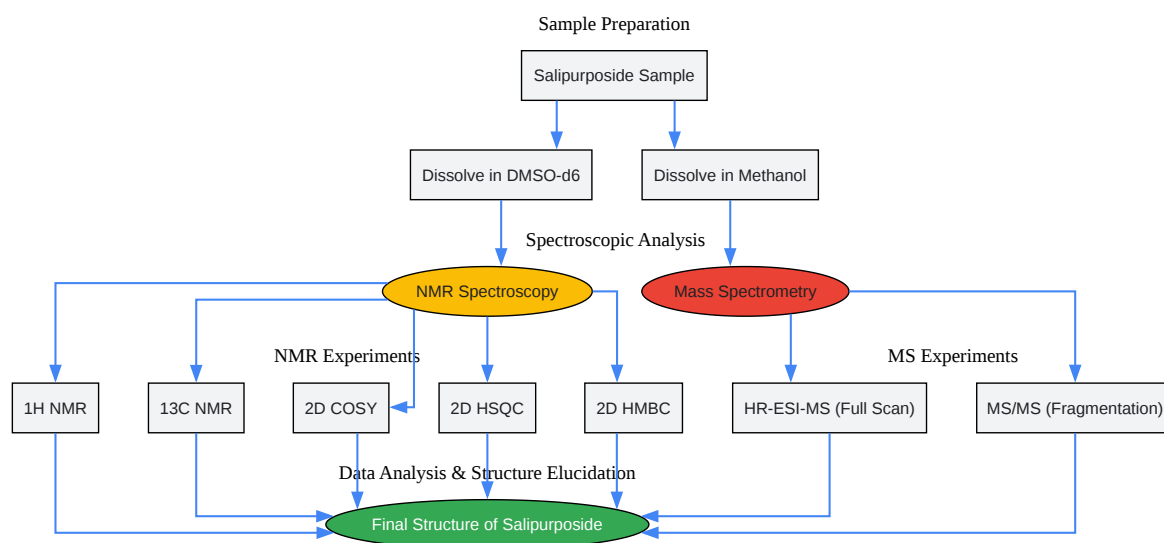 Sample Preparation
Salipurposide Sample
Dissolve in DMSO-d6
Dissolve in Methanol
Spectroscopic Analysis
NMR Spectroscopy
Mass Spectrometry
NMR Experiments
MS Experiments
1H NMR
13C NMR
2D COSY
2D HSQC
2D HMBC
HR-ESI-MS (Full Scan)
MS/MS (Fragmentation)
Data Analysis & Structure Elucidation
Final Structure of Salipurposide